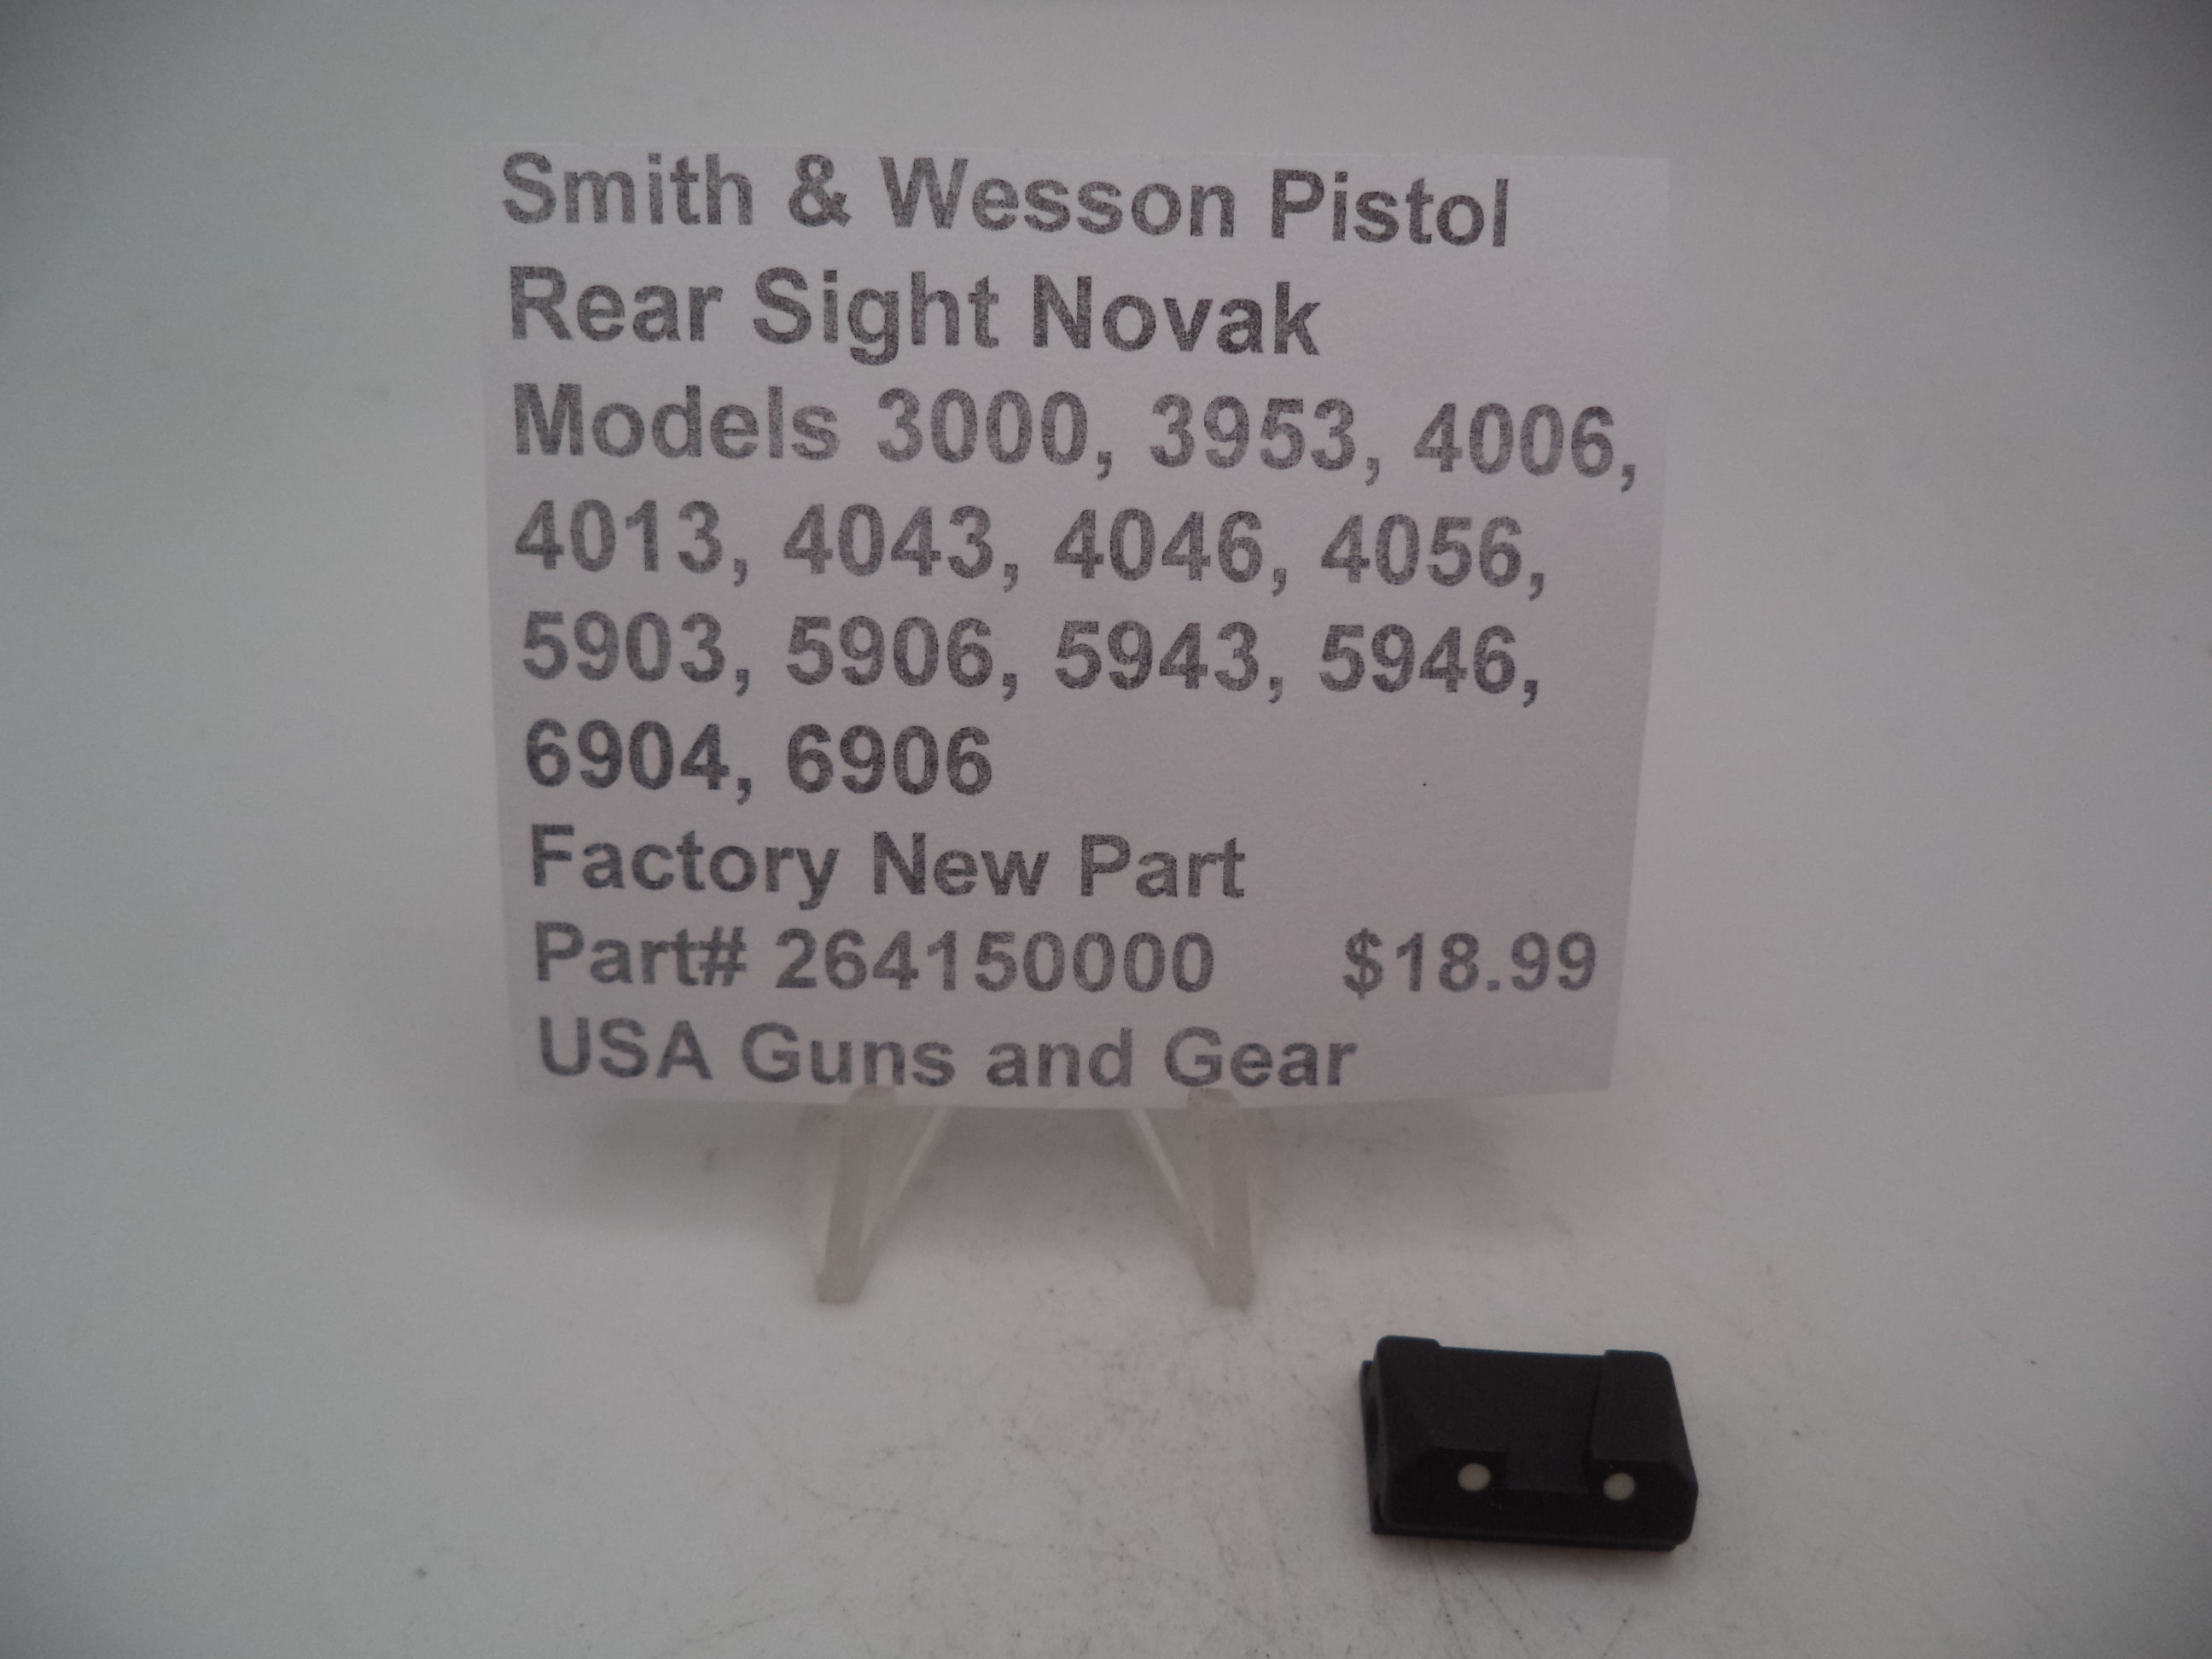 Smith & Wesson Pistol
Rear Sight Novak
Models 3000, 3953, 4006,
4013, 4043, 4046, 4056,
5903, 5906, 5943, 5946,
6904, 6906
Factory New Part
Part# 264150000 $18.99
USA Guns and Gear